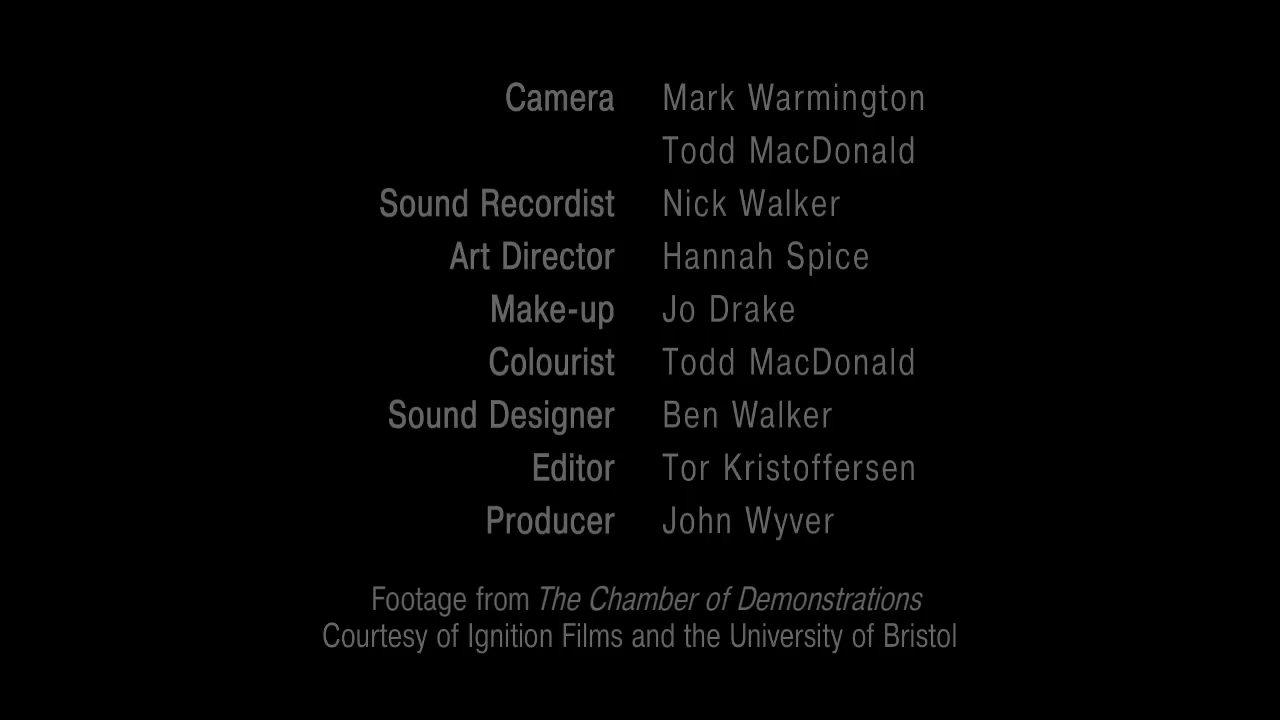 Camera Mark Warmington
Todd MacDonald
Sound Recordist Nick Walker
Art Director Hannah Spice
Make-up Jo Drake
Colourist Todd MacDonald
Sound Designer Ben Walker
Editor Tor Kristoffersen
Producer John Wyver
Footage from The Chamber of Demonstrations
Courtesy of Ignition Films and the University of Bristol